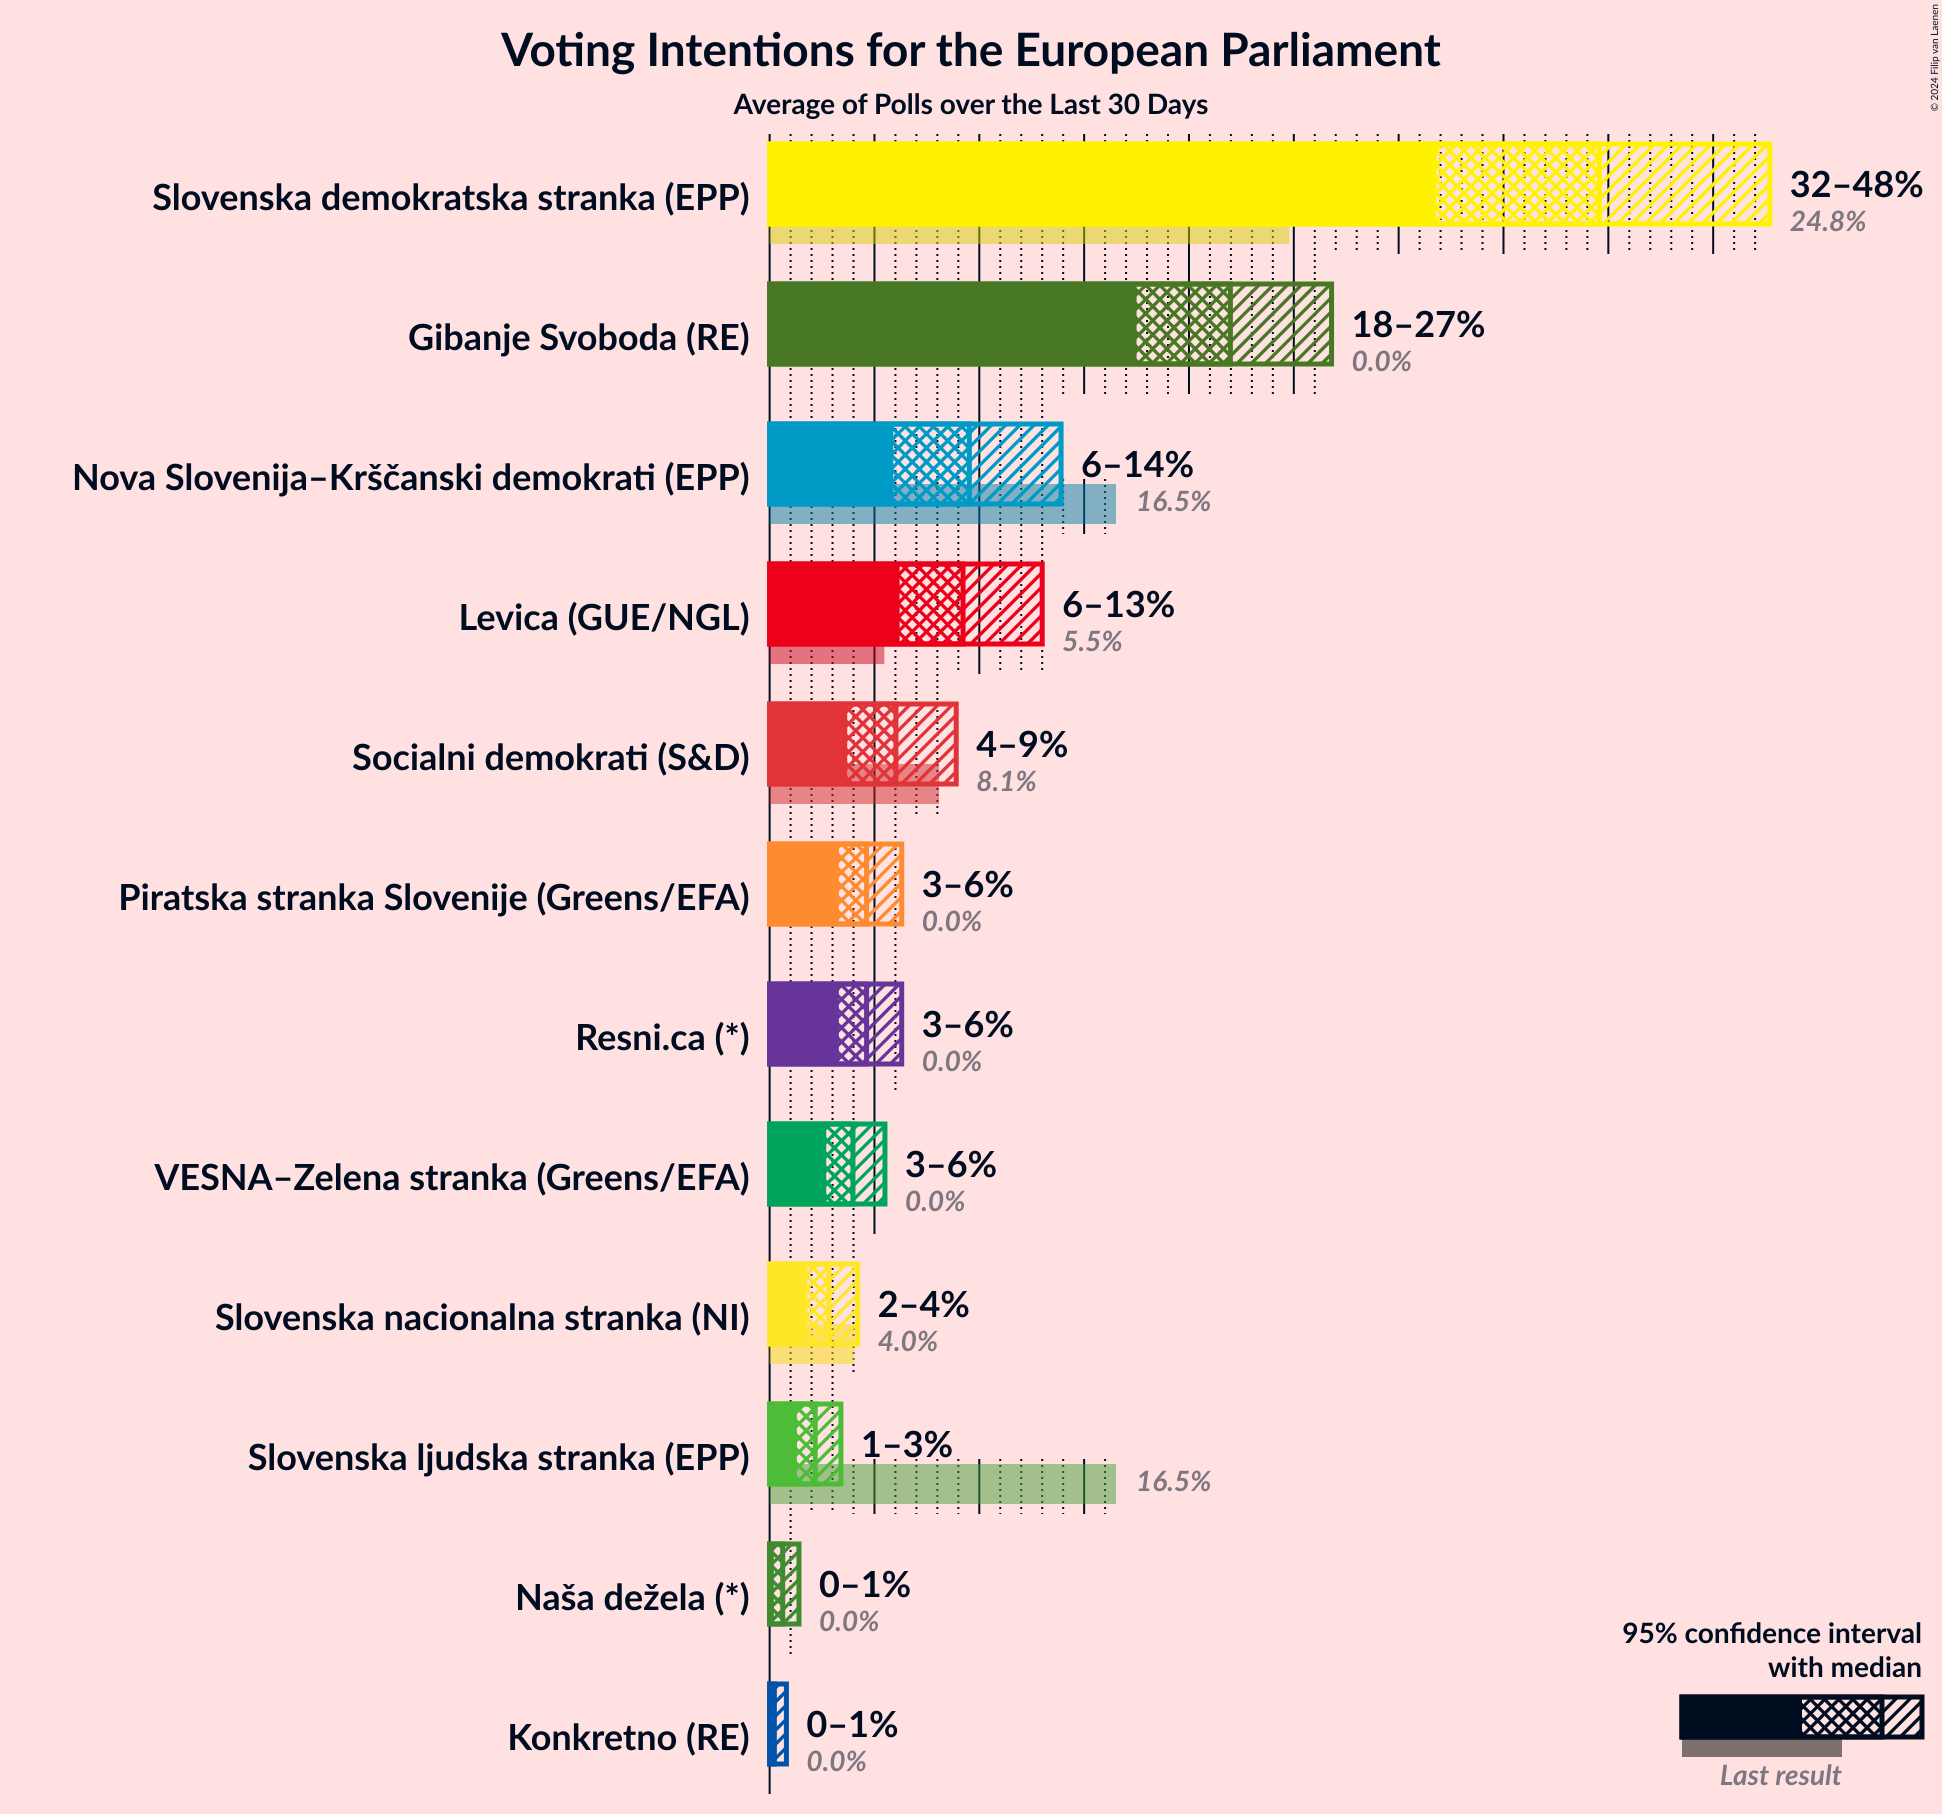 Voting Intentions for the European Parliament
Average of Polls over the Last 30 Days
© 2024 Filip van Laenen
Slovenska demokratska stranka (EPP)
32–48%
24.8%
Gibanje Svoboda (RE)
18–27%
0.0%
Nova Slovenija–Krščanski demokrati (EPP)
6–14%
16.5%
Levica (GUE/NGL)
6–13%
5.5%
Socialni demokrati (S&D)
4–9%
8.1%
Piratska stranka Slovenije (Greens/EFA)
3–6%
0.0%
Resni.ca (*)
3–6%
0.0%
VESNA–Zelena stranka (Greens/EFA)
3–6%
0.0%
Slovenska nacionalna stranka (NI)
2–4%
4.0%
Slovenska ljudska stranka (EPP)
1–3%
16.5%
Naša dežela (*)
0–1%
0.0%
Konkretno (RE)
0–1%
0.0%
95% confidence interval
with median
Last result